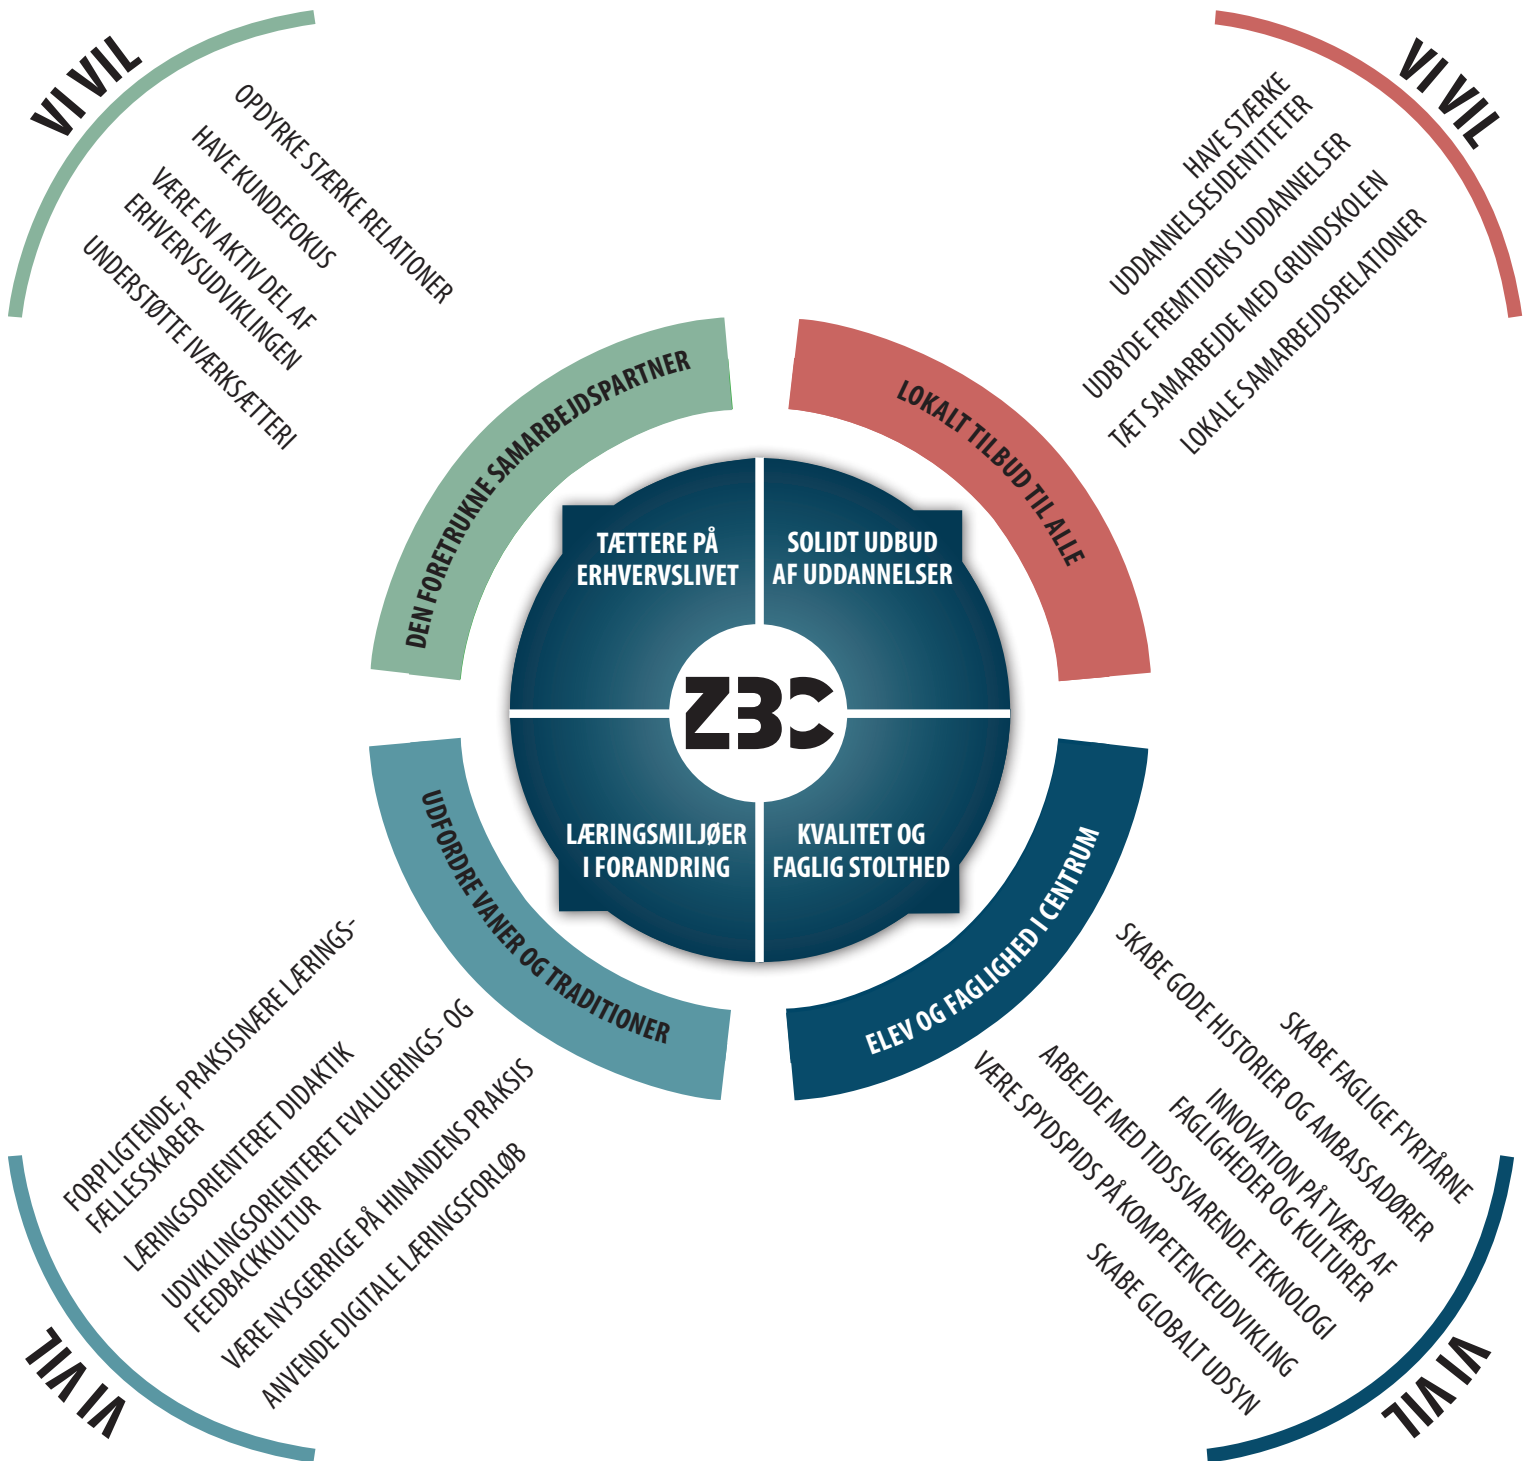 VI VIL
OPDYRKE STÆRKE RELATIONER
HAVE KUNDEFOKUS
VÆRE EN AKTIV DEL AF
ERHVERVSUDVIKLINGEN
UNDERSTØTTE IVÆRKSÆTTERI
VI VIL
HAVE STÆRKE
UDDANNELSESIDENTITETER
UDBYDE FREMTIDENS UDDANNELSER
TÆT SAMARBEJDE MED GRUNDSKOLEN
LOKALE SAMARBEJDSRELATIONER
DEN FORETRUKNE SAMARBEJDSPARTNER
LOKALT TILBUD TIL ALLE
TÆTTERE PÅ
ERHVERVSLIVET
SOLIDT UDBUD
AF UDDANNELSER
ZBC
LÆRINGSMILJØER
I FORANDRING
KVALITET OG
FAGLIG STOLTHED
UDFORDRE VANER OG TRADITIONER
ELEV OG FAGLIGHED I CENTRUM
FORPLIGTENDE, PRAKSISNÆRE LÆRINGS-
FÆLLESSKABER
LÆRINGSORIENTERET DIDAKTIK
UDVIKLINGSORIENTERET EVALUERINGS- OG
FEEDBACKKULTUR
VÆRE NYSGERRIGE PÅ HINANDENS PRAKSIS
ANVENDE DIGITALE LÆRINGSFORLØB
VI VIL
SKABE FAGLIGE FYRTÅRNE
SKABE GODE HISTORIER OG AMBASSADØRER
INNOVATION PÅ TVÆRS AF
FAGLIGHEDER OG KULTURER
ARBEJDE MED TIDSSVARENDE TEKNOLOGI
VÆRE SPYDSPIDS PÅ KOMPETENCEUDVIKLING
SKABE GLOBALT UDSYN
VI VIL